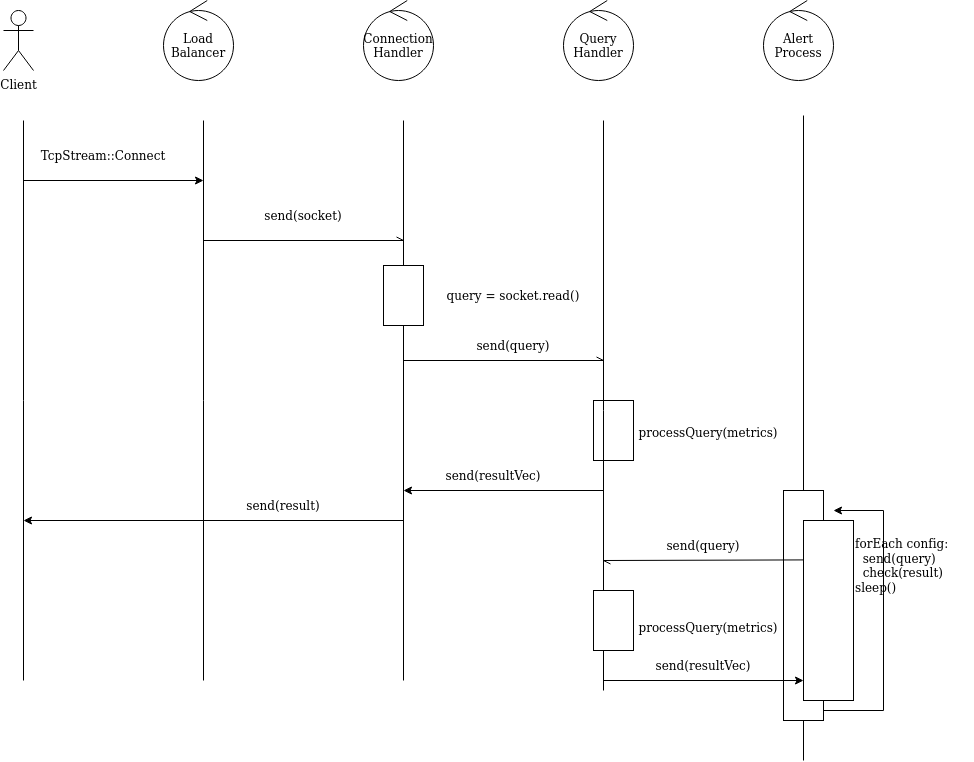 Client
Load
Balancer
Connection
Handler
Query
Handler
Alert
Process
TcpStream::Connect
send(socket)
query = socket.read()
send(query)
processQuery(metrics)
send(resultVec)
send(result)
send(query)
forEach config:
send(query)
check(result)
sleep()
processQuery(metrics)
send(resultVec)